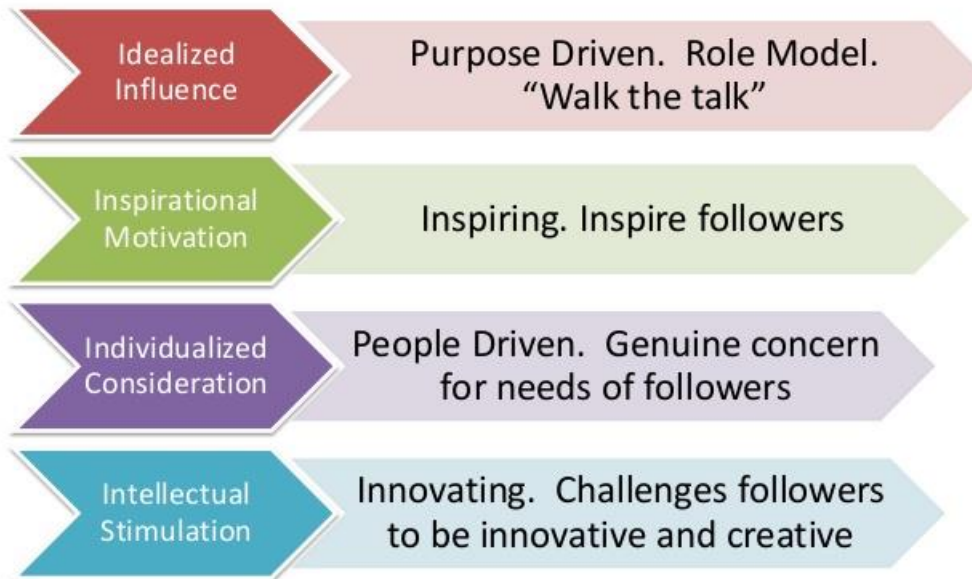 Idealized
Influence
Purpose Driven.  Role Model.
“Walk the talk”
Inspirational
Motivation
Inspiring. Inspire followers
Individualized
Consideration
People Driven.  Genuine concern
for needs of followers
Intellectual
Stimulation
Innovating.  Challenges followers
to be innovative and creative